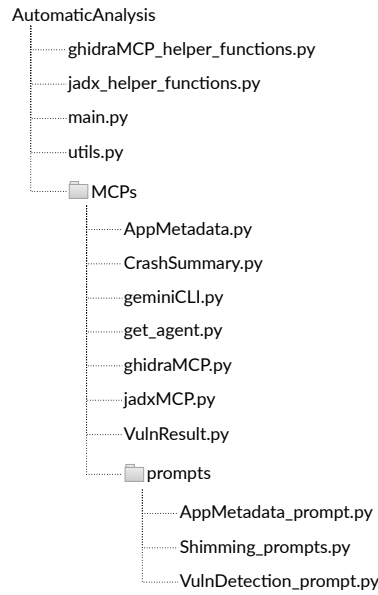 AutomaticAnalysis
ghidraMCP_helper_functions.py
jadx_helper_functions.py
main.py
utils.py
MCPs
AppMetadata.py
CrashSummary.py
geminiCLI.py
get_agent.py
ghidraMCP.py
jadxMCP.py
VulnResult.py
prompts
AppMetadata_prompt.py
Shimming_prompts.py
VulnDetection_prompt.py